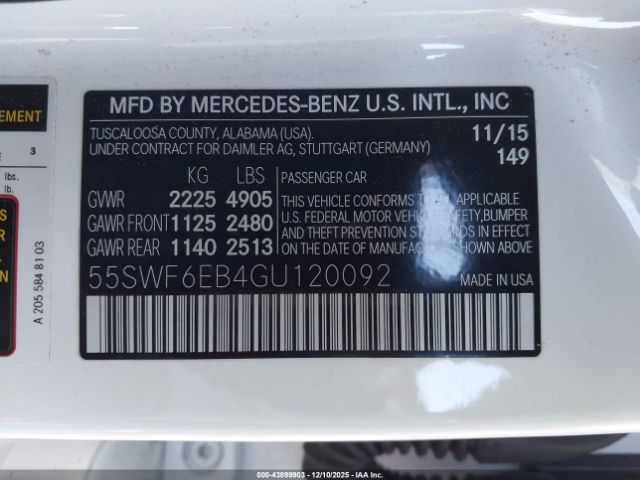 MFD BY MERCEDES-BENZ U.S. INTL., INC
TUSCALOOSA COUNTY, ALABAMA (USA). 11/15
UNDER CONTRACT FOR DAIMLER AG, STUTTGART (GERMANY) 149
KG LBS PASSENGER CAR
GVWR 2225 4905
GAWR FRONT 1125 2480
GAWR REAR 1140 2513
THIS VEHICLE CONFORMS TO ALL APPLICABLE
U.S. FEDERAL MOTOR VEHICLE SAFETY, BUMPER
AND THEFT PREVENTION STANDARDS IN EFFECT
ON THE DATE OF MANUFACTURE SHOWN ABOVE.
55SWF6EB4GU120092 MADE IN USA
EMENT
3
lbs.
lb.
A 205 584 81 03
000-43899903 - 12/10/2025 - IAA Inc.